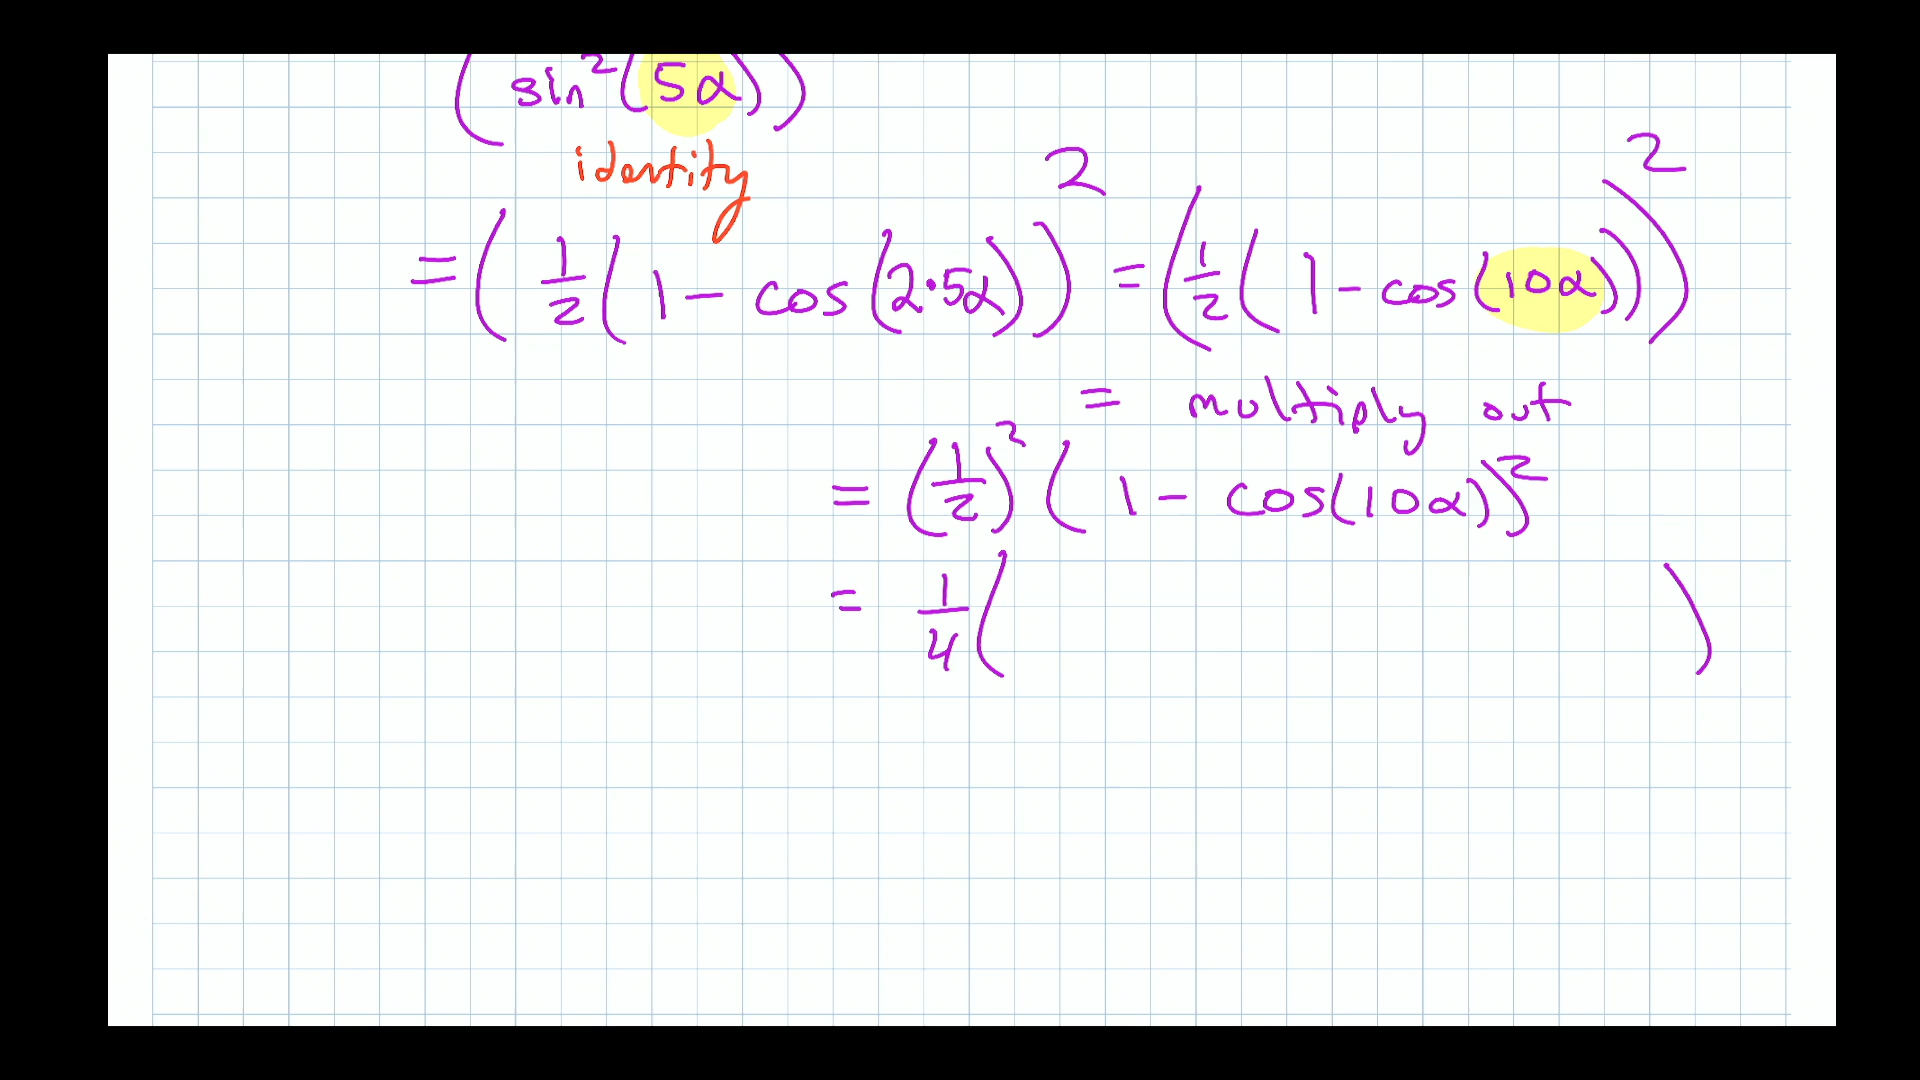 (sin²(5α))
identity
= (1/2(1 - cos(2·5α))² = (1/2(1 - cos(10α)))²
= multiply out
= (1/2)² (1 - cos(10α))²
= 1/4( )